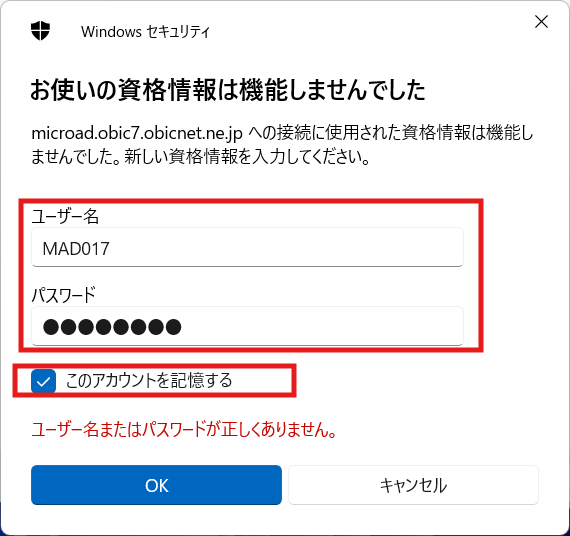 Windows セキュリティ
お使いの資格情報は機能しませんでした
microad.obic7.obicnet.ne.jp への接続に使用された資格情報は機能し
ませんでした。新しい資格情報を入力してください。
ユーザー名
MAD017
パスワード
●●●●●●●●
このアカウントを記憶する
ユーザー名またはパスワードが正しくありません。
OK
キャンセル